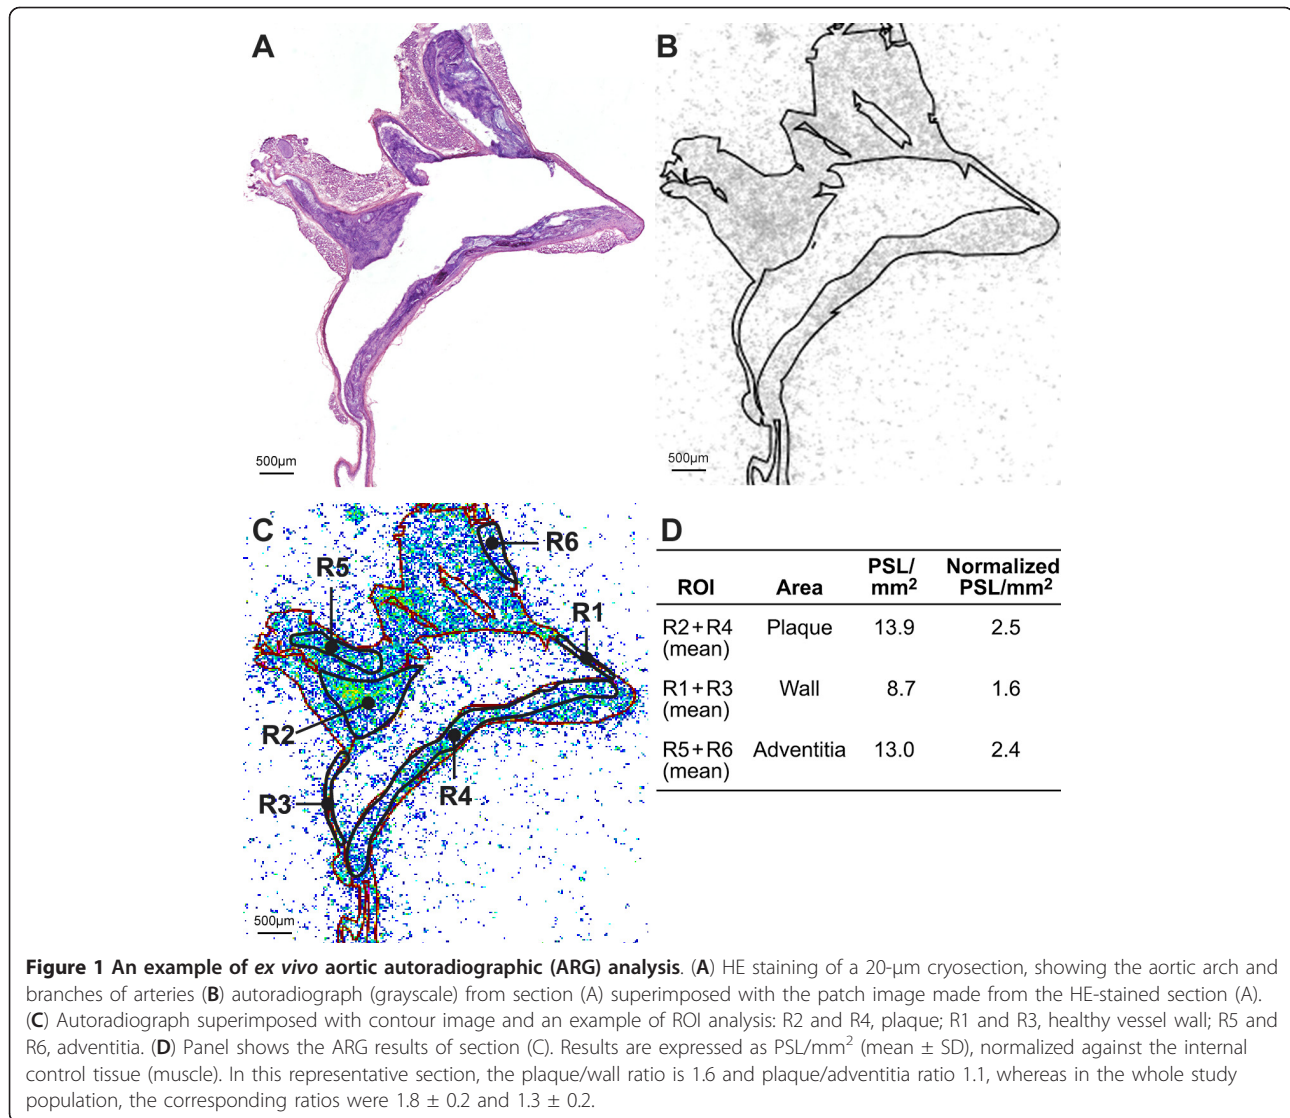 A
B
500µm
500µm
C
R6
R5
R1
R2
R4
R3
500µm
D
ROI Area PSL/mm² Normalized PSL/mm²
R2+R4 (mean) Plaque 13.9 2.5
R1+R3 (mean) Wall 8.7 1.6
R5+R6 (mean) Adventitia 13.0 2.4
Figure 1 An example of ex vivo aortic autoradiographic (ARG) analysis. (A) HE staining of a 20-µm cryosection, showing the aortic arch and
branches of arteries (B) autoradiograph (grayscale) from section (A) superimposed with the patch image made from the HE-stained section (A).
(C) Autoradiograph superimposed with contour image and an example of ROI analysis: R2 and R4, plaque; R1 and R3, healthy vessel wall; R5 and
R6, adventitia. (D) Panel shows the ARG results of section (C). Results are expressed as PSL/mm² (mean ± SD), normalized against the internal
control tissue (muscle). In this representative section, the plaque/wall ratio is 1.6 and plaque/adventitia ratio 1.1, whereas in the whole study
population, the corresponding ratios were 1.8 ± 0.2 and 1.3 ± 0.2.